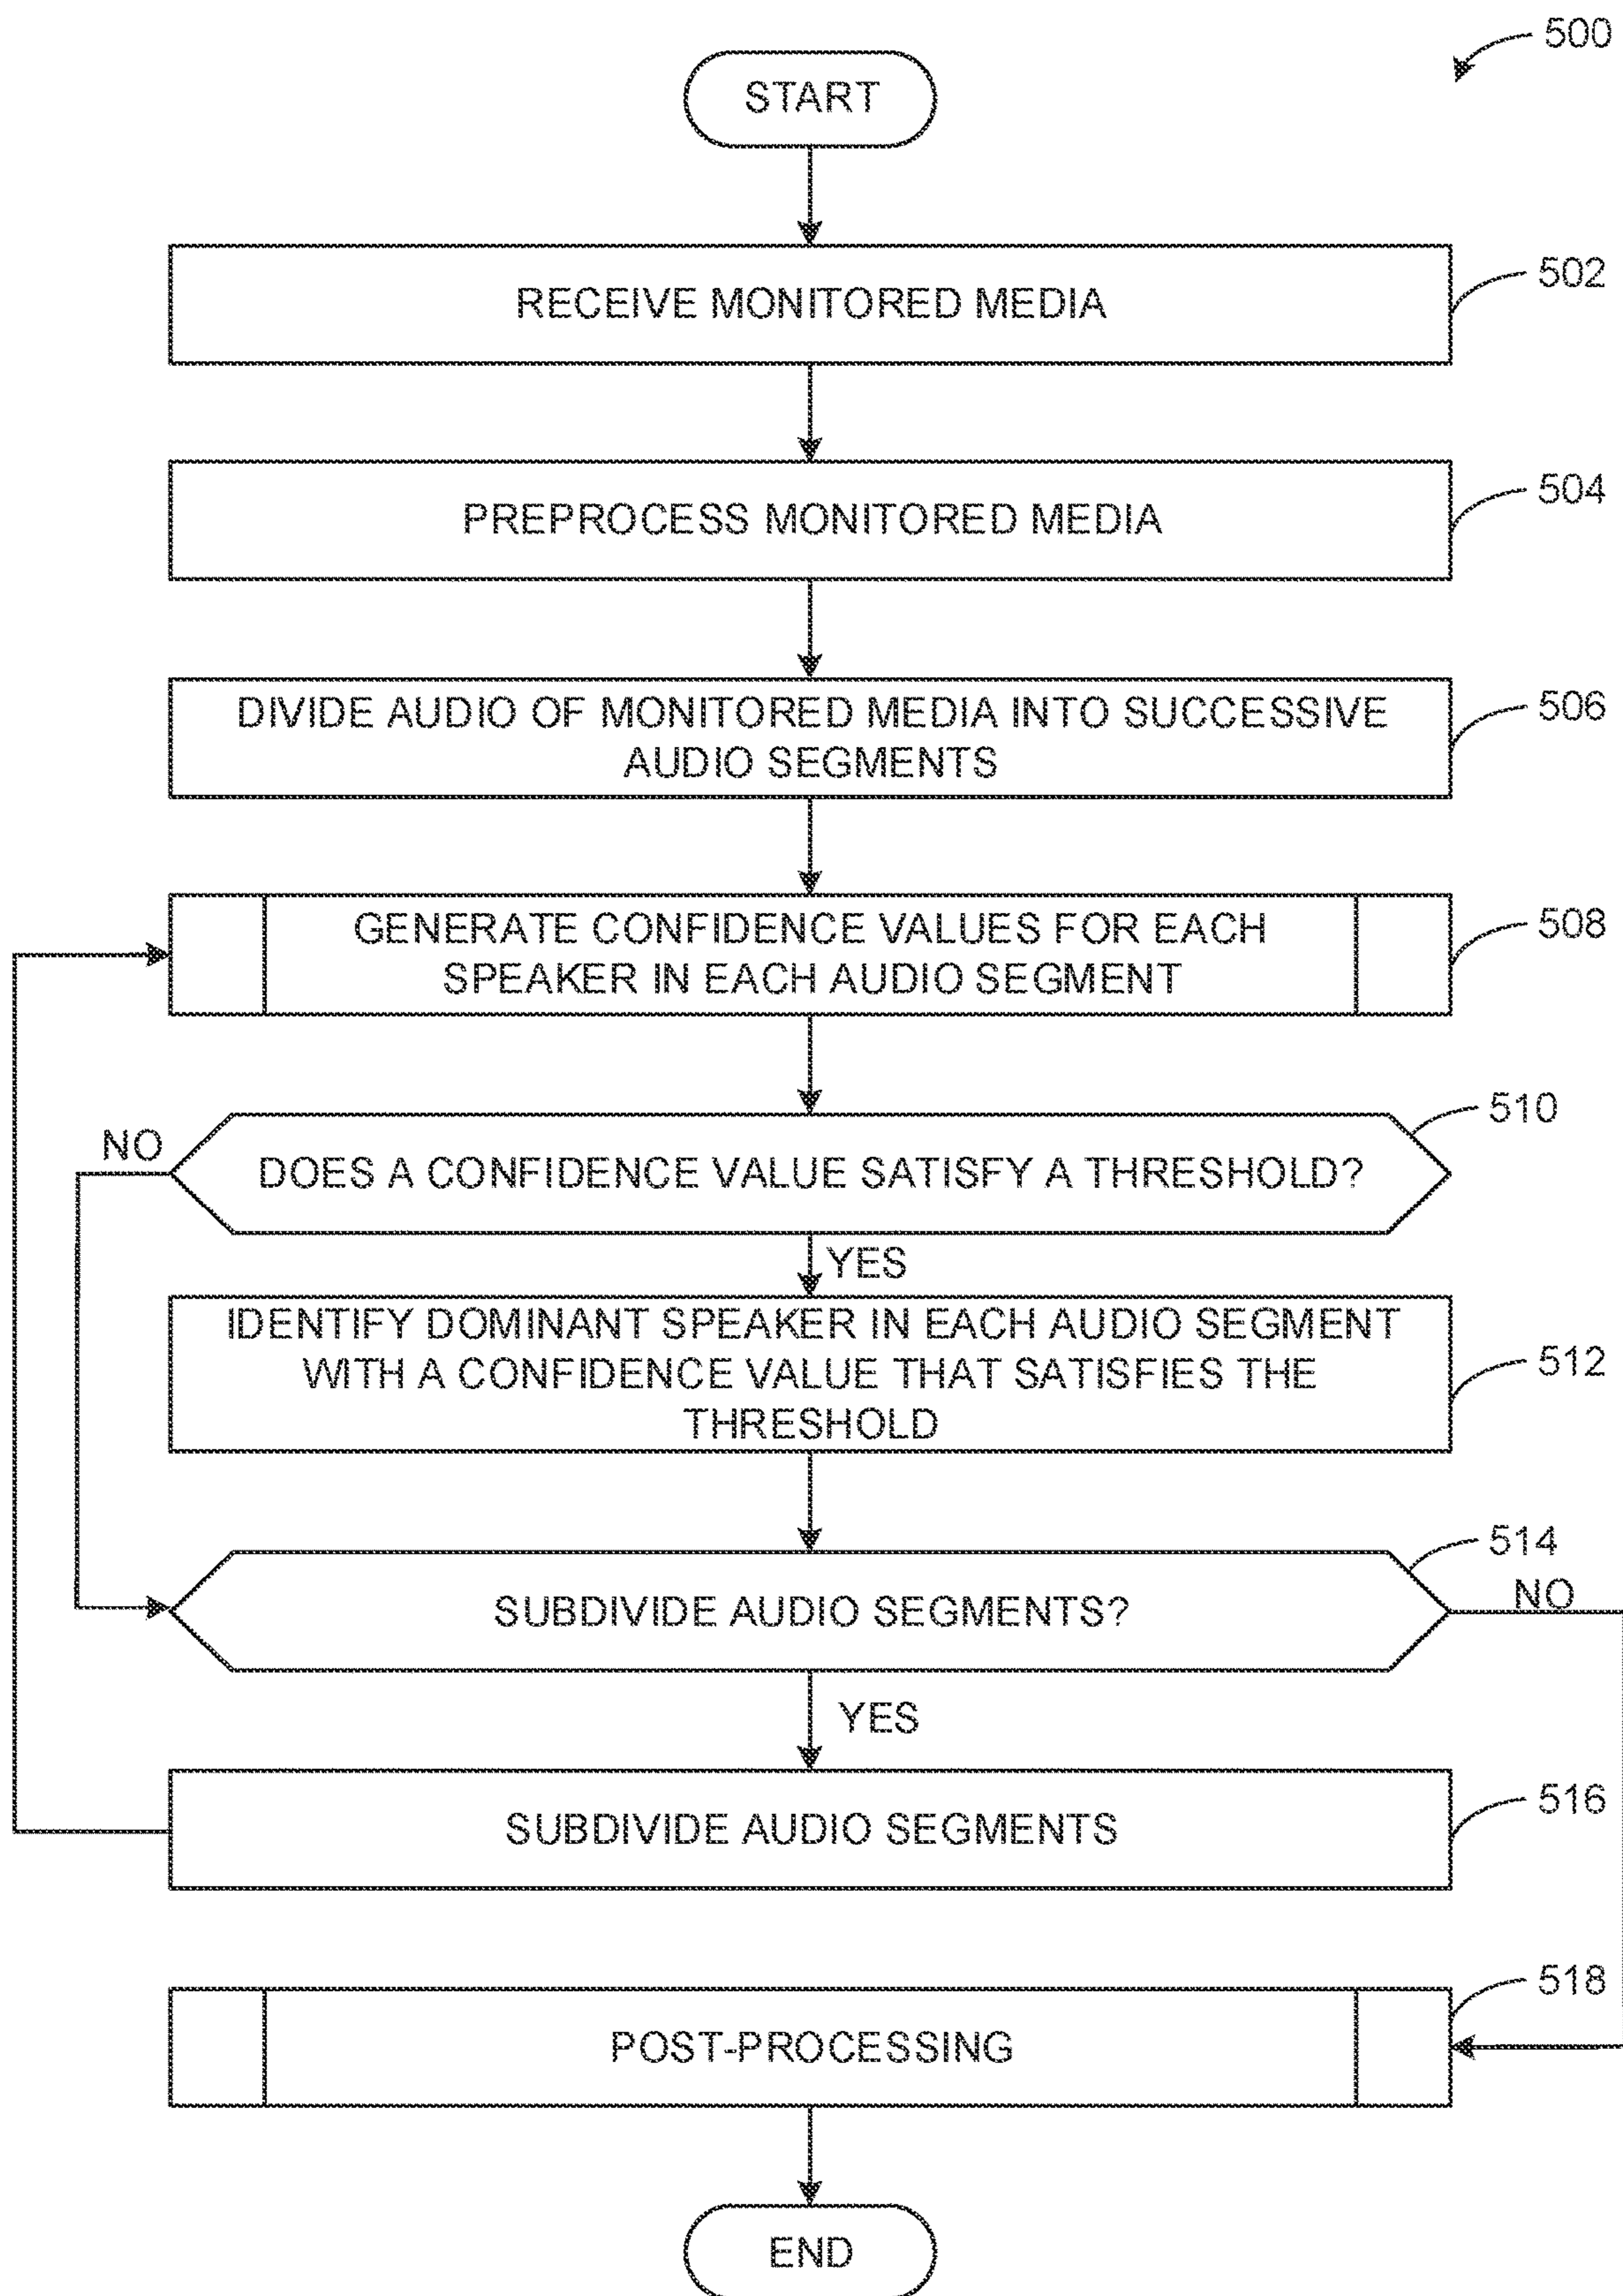 500
START
RECEIVE MONITORED MEDIA
502
PREPROCESS MONITORED MEDIA
504
DIVIDE AUDIO OF MONITORED MEDIA INTO SUCCESSIVE
AUDIO SEGMENTS
506
GENERATE CONFIDENCE VALUES FOR EACH
SPEAKER IN EACH AUDIO SEGMENT
508
510
NO
DOES A CONFIDENCE VALUE SATISFY A THRESHOLD?
YES
IDENTIFY DOMINANT SPEAKER IN EACH AUDIO SEGMENT
WITH A CONFIDENCE VALUE THAT SATISFIES THE
THRESHOLD
512
514
NO
SUBDIVIDE AUDIO SEGMENTS?
YES
SUBDIVIDE AUDIO SEGMENTS
516
518
POST-PROCESSING
END